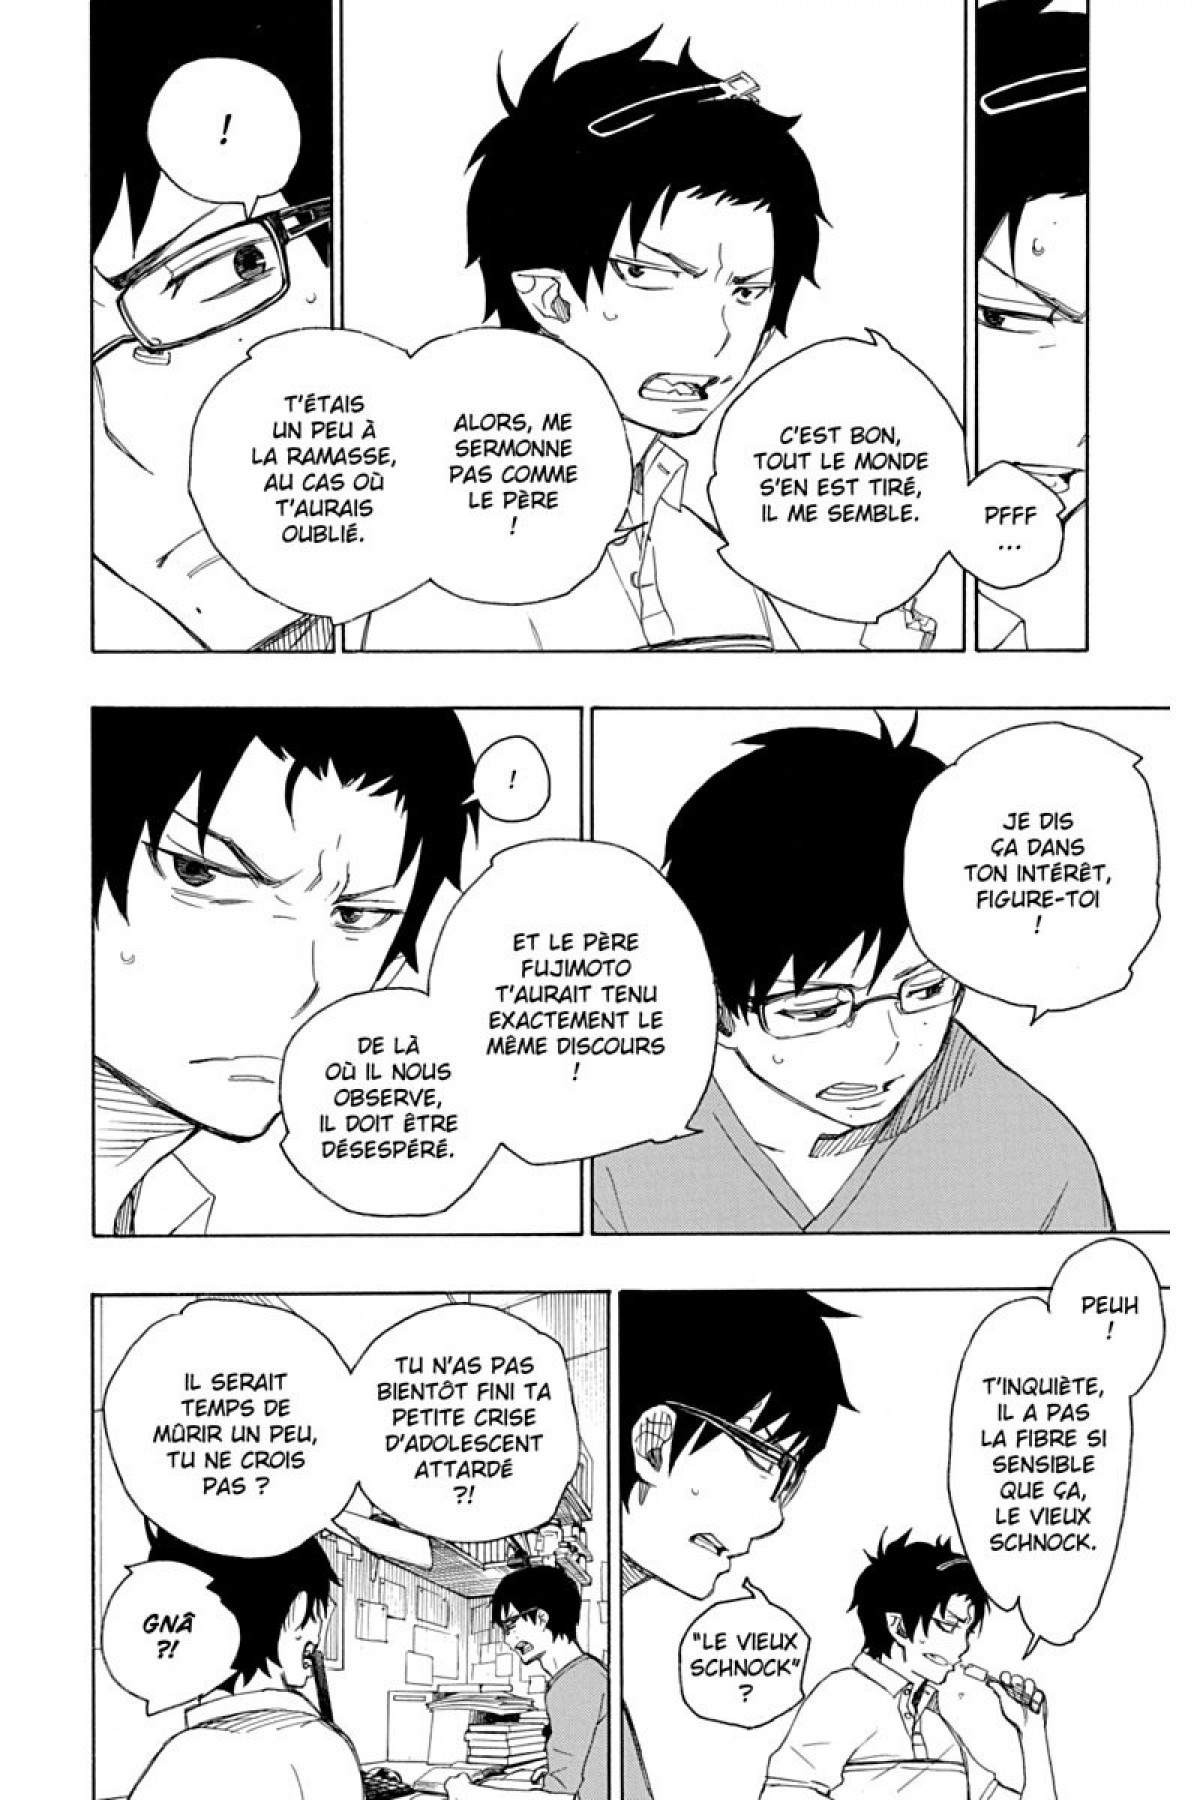 PFFF
...
C'EST BON,
TOUT LE MONDE
S'EN EST TIRÉ,
IL ME SEMBLE.
ALORS, ME
SERMONNE
PAS COMME
LE PÈRE
!
T'ÉTAIS
UN PEU À
LA RAMASSE,
AU CAS OÙ
T'AURAIS
OUBLIÉ.
!
JE DIS
ÇA DANS
TON INTÉRÊT,
FIGURE-TOI
!
ET LE PÈRE
FUJIMOTO
T'AURAIT TENU
EXACTEMENT LE
MÊME DISCOURS
!
DE LÀ
OÙ IL NOUS
OBSERVE,
IL DOIT ÊTRE
DÉSESPÉRÉ.
!
PEUH
!
T'INQUIÈTE,
IL A PAS
LA FIBRE SI
SENSIBLE
QUE ÇA,
LE VIEUX
SCHNOCK.
"LE VIEUX
SCHNOCK"
?
TU N'AS PAS
BIENTÔT FINI TA
PETITE CRISE
D'ADOLESCENT
ATTARDÉ
?!
IL SERAIT
TEMPS DE
MÛRIR UN PEU,
TU NE CROIS
PAS ?
GNÂ
?!